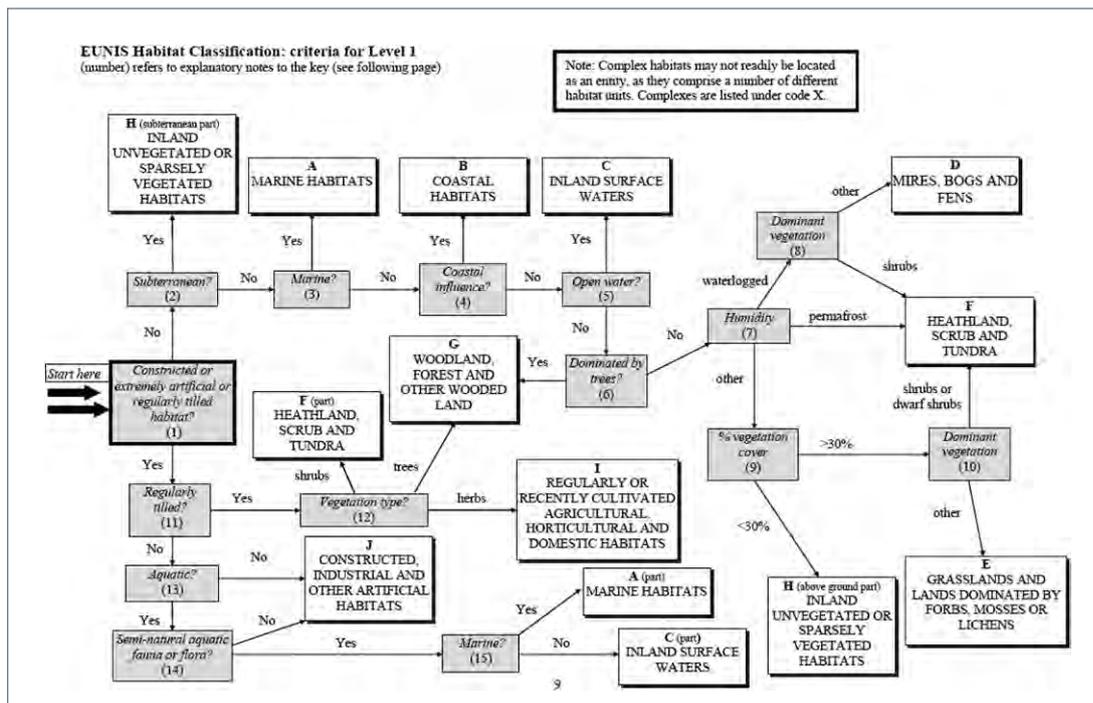 EUNIS Habitat Classification: criteria for Level 1
(number) refers to explanatory notes to the key (see following page)
Note: Complex habitats may not readily be located
as an entity, as they comprise a number of different
habitat units. Complexes are listed under code X.
H (subterranean part)
INLAND
UNVEGETATED OR
SPARSELY
VEGETATED
HABITATS
A
MARINE HABITATS
B
COASTAL
HABITATS
C
INLAND SURFACE
WATERS
D
MIRES, BOGS AND
FENS
other
Dominant
vegetation
(8)
Yes
Yes
Yes
Yes
waterlogged
shrubs
Subterranean?
(2)
No
Marine?
(3)
No
Coastal
influence?
(4)
No
Open water?
(5)
No
No
No
Humidity
(7)
permafrost
F
HEATHLAND,
SCRUB AND
TUNDRA
Start here
Constructed or
extremely artificial or
regularly tilled
habitat?
(1)
G
WOODLAND,
FOREST AND
OTHER WOODED
LAND
Yes
Dominated by
trees?
(6)
other
shrubs or
dwarf shrubs
F (part)
HEATHLAND,
SCRUB AND
TUNDRA
% vegetation
cover
(9)
>30%
Dominant
vegetation
(10)
Yes
shrubs
trees
Regularly
tilled?
(11)
Yes
Vegetation type?
(12)
herbs
I
REGULARLY OR
RECENTLY CULTIVATED
AGRICULTURAL
HORTICULTURAL AND
DOMESTIC HABITATS
<30%
other
No
No
Aquatic?
(13)
J
CONSTRUCTED,
INDUSTRIAL AND
OTHER ARTIFICIAL
HABITATS
E
GRASSLANDS AND
LANDS DOMINATED BY
FORBS, MOSSES OR
LICHENS
H (above ground part)
INLAND
UNVEGETATED OR
SPARSELY
VEGETATED
HABITATS
A (part)
MARINE HABITATS
Yes
No
Yes
Semi-natural aquatic
fauna or flora?
(14)
Yes
Marine?
(15)
No
C (part)
INLAND SURFACE
WATERS
9